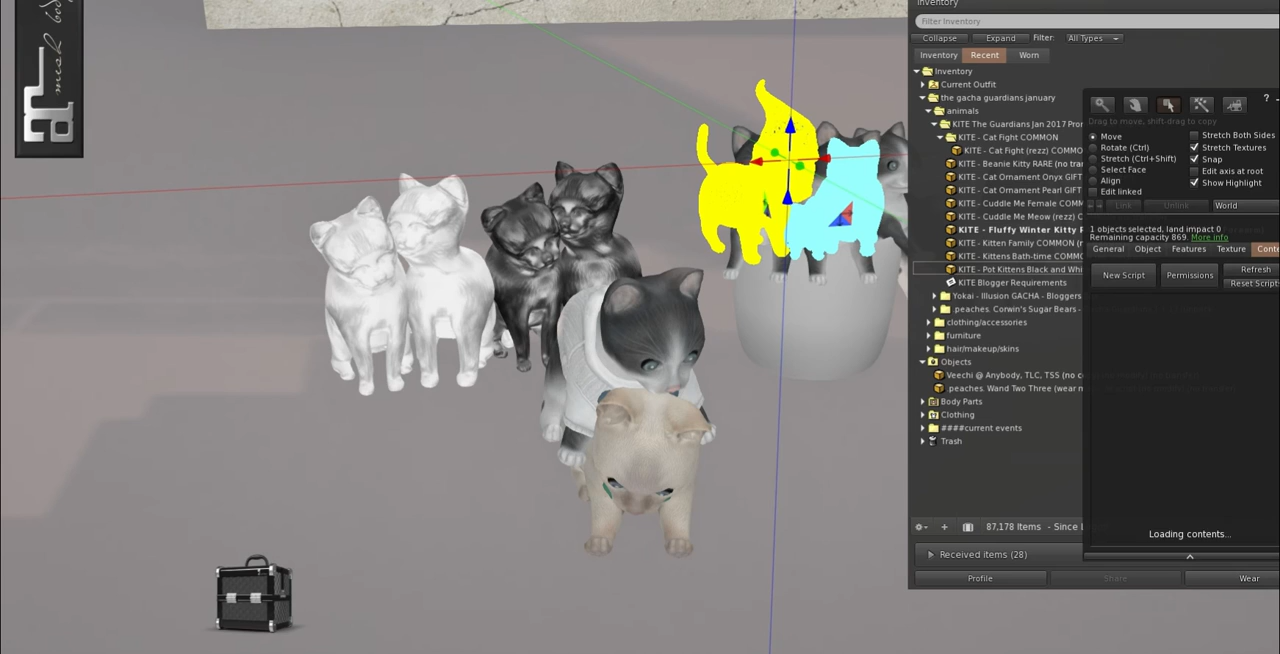 mesh body
Inventory
Filter Inventory
Collapse
Expand
Filter:
All Types
Inventory
Recent
Worn
Inventory
Current Outfit
the gacha guardians january
animals
KITE The Guardians Jan 2017 Pro
KITE - Cat Fight COMMON
KITE - Cat Fight (rezz) COMMO
KITE - Beanie Kitty RARE (no tra
KITE - Cat Ornament Onyx GIFT
KITE - Cat Ornament Pearl GIFT
KITE - Cuddle Me Female COMM
KITE - Cuddle Me Meow (rezz) C
KITE - Fluffy Winter Kitty
KITE - Kitten Family COMMON (r
KITE - Kittens Bath-time COMMO
KITE - Pot Kittens Black and Whi
KITE Blogger Requirements
Yokai - Illusion GACHA - Bloggers
.peaches. Corwin's Sugar Bears -
clothing/accessories
furniture
hair/makeup/skins
Objects
Veechi @ Anybody, TLC, TSS (no c
.peaches. Wand Two Three (wear
Body Parts
Clothing
####current events
Trash
87,178 Items - Since
Received items (28)
Profile
Share
Wear
?
Drag to move, shift-drag to copy
Move
Rotate (Ctrl)
Stretch (Ctrl+Shift)
Select Face
Align
Edit linked
Stretch Both Sides
Stretch Textures
Snap
Edit axis at root
Show Highlight
Link
Unlink
World
1 objects selected, land impact 0
Remaining capacity 869. More info
General
Object
Features
Texture
Conte
New Script
Permissions
Refresh
Reset Scripts
Loading contents...